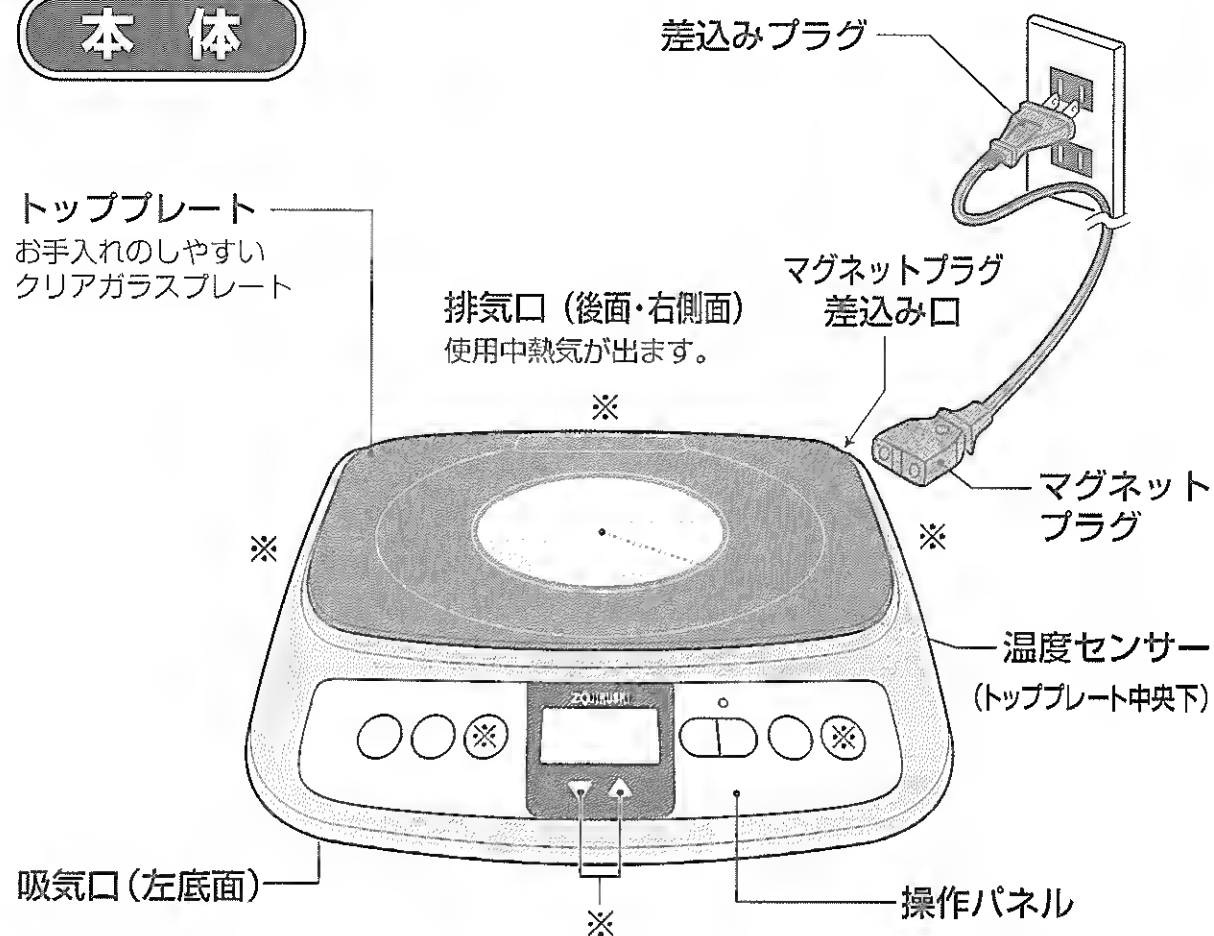 本体
差込みプラグ
トッププレート
お手入れのしやすい
クリアガラスプレート
マグネットプラグ
差込み口
排気口（後面・右側面）
使用中熱気が出ます。
※
マグネット
プラグ
※
※
温度センサー
（トッププレート中央下）
ZOJIRUSHI
※
※
吸気口（左底面）
操作パネル
※